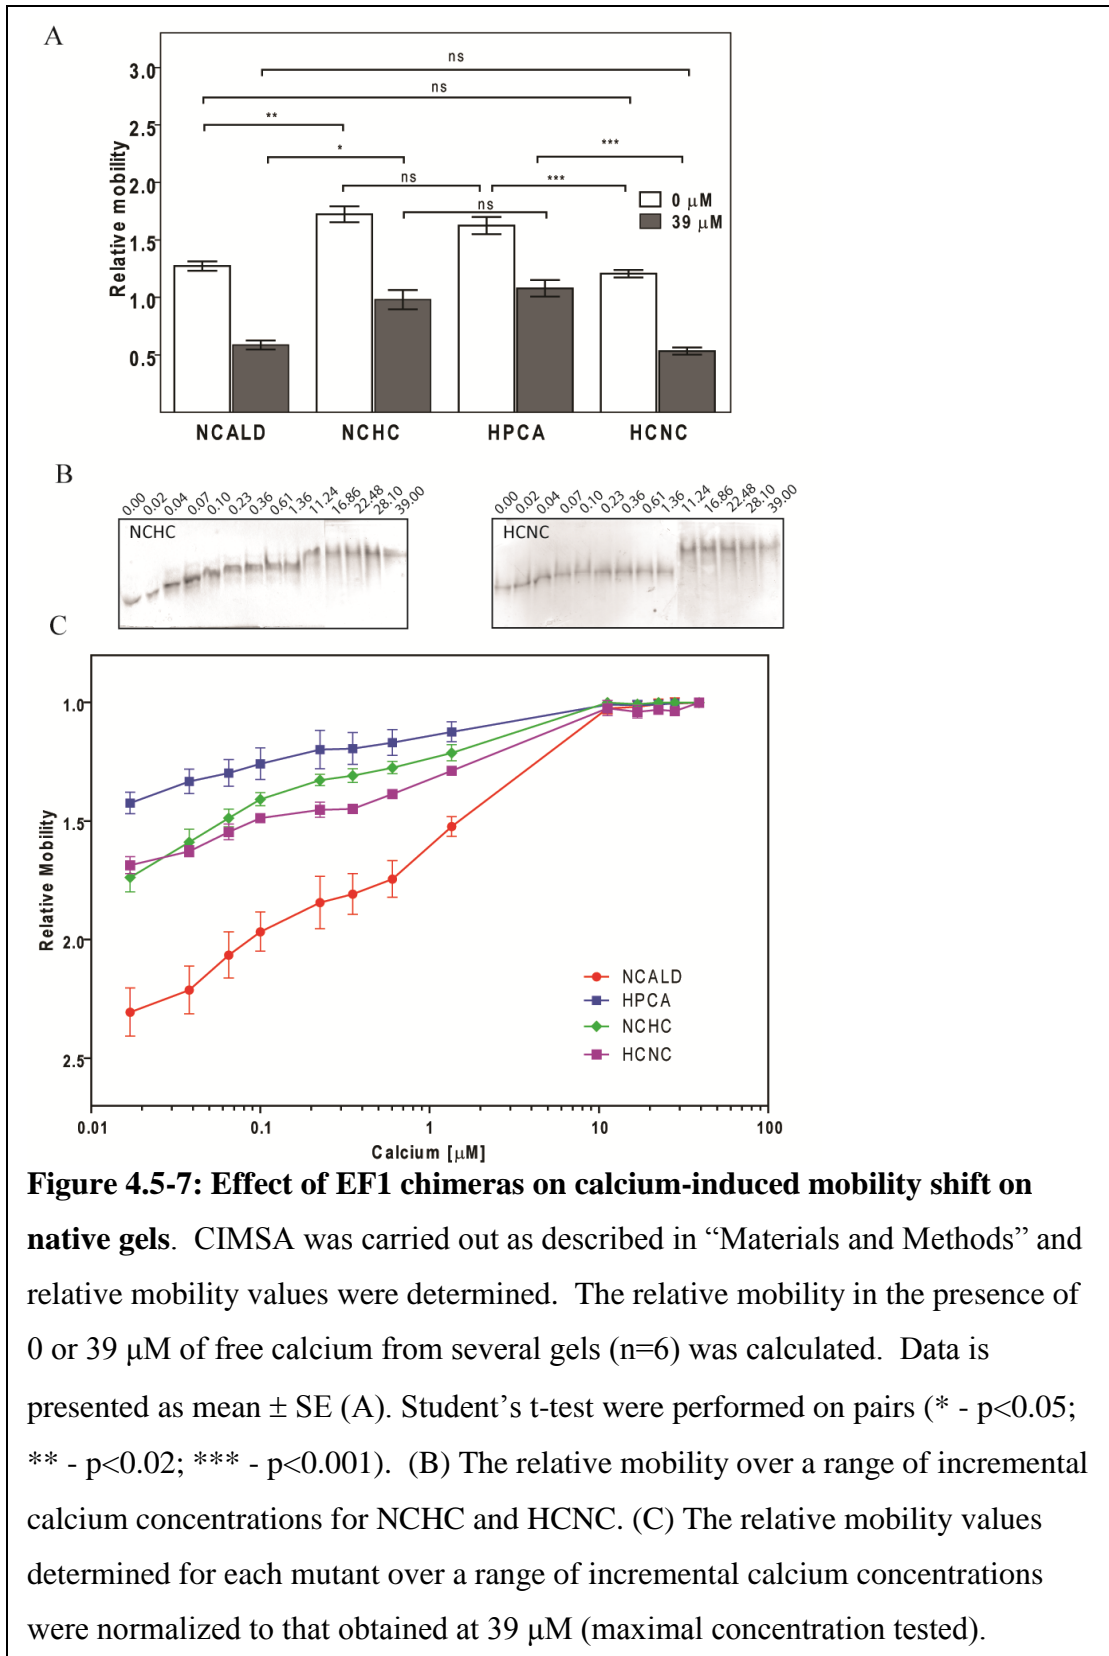 A
Relative mobility
3.0
2.5
2.0
1.5
1.0
0.5
ns
ns
**
*
***
ns
***
ns
0 μM
39 μM
NCALD NCHC HPCA HCNC
B
0.00 0.02 0.04 0.07 0.10 0.23 0.36 0.61 1.36 11.24 16.86 22.48 28.10 39.00
NCHC
0.00 0.02 0.04 0.07 0.10 0.23 0.36 0.61 1.36 11.24 16.86 22.48 28.10 39.00
HCNC
C
Relative Mobility
1.0
1.5
2.0
2.5
NCALD
HPCA
NCHC
HCNC
0.01 0.1 1 10 100
Calcium [μM]
Figure 4.5-7: Effect of EF1 chimeras on calcium-induced mobility shift on
native gels. CIMSA was carried out as described in “Materials and Methods” and
relative mobility values were determined. The relative mobility in the presence of
0 or 39 μM of free calcium from several gels (n=6) was calculated. Data is
presented as mean ± SE (A). Student’s t-test were performed on pairs (* - p<0.05;
** - p<0.02; *** - p<0.001). (B) The relative mobility over a range of incremental
calcium concentrations for NCHC and HCNC. (C) The relative mobility values
determined for each mutant over a range of incremental calcium concentrations
were normalized to that obtained at 39 μM (maximal concentration tested).